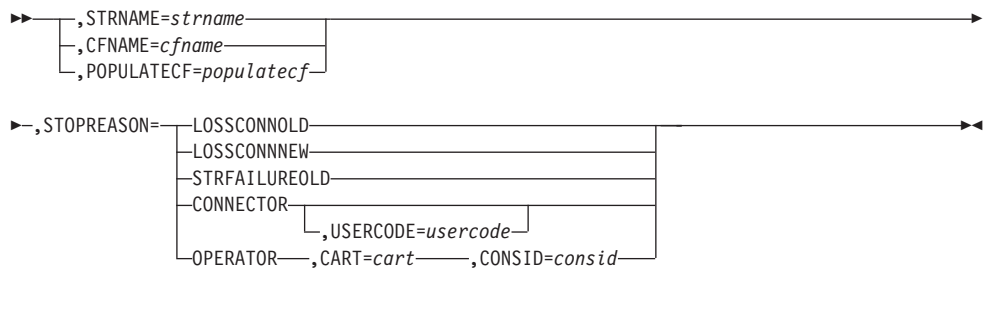 ,STRNAME=strname
,CFNAME=cfname
,POPULATECF=populatecf
,STOPREASON= LOSSCONNOLD
LOSSCONNNEW
STRFAILUREOLD
CONNECTOR
,USERCODE=usercode
OPERATOR ,CART=cart ,CONSID=consid